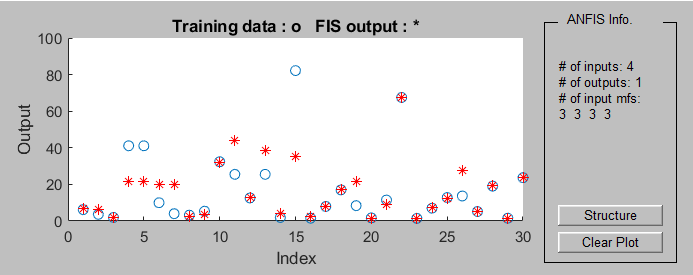 Training data : o   FIS output : *
ANFIS Info.
100
80
60
40
20
0
Output
0 5 10 15 20 25 30
Index
# of inputs: 4
# of outputs: 1
# of input mfs:
3  3  3  3
Structure
Clear Plot